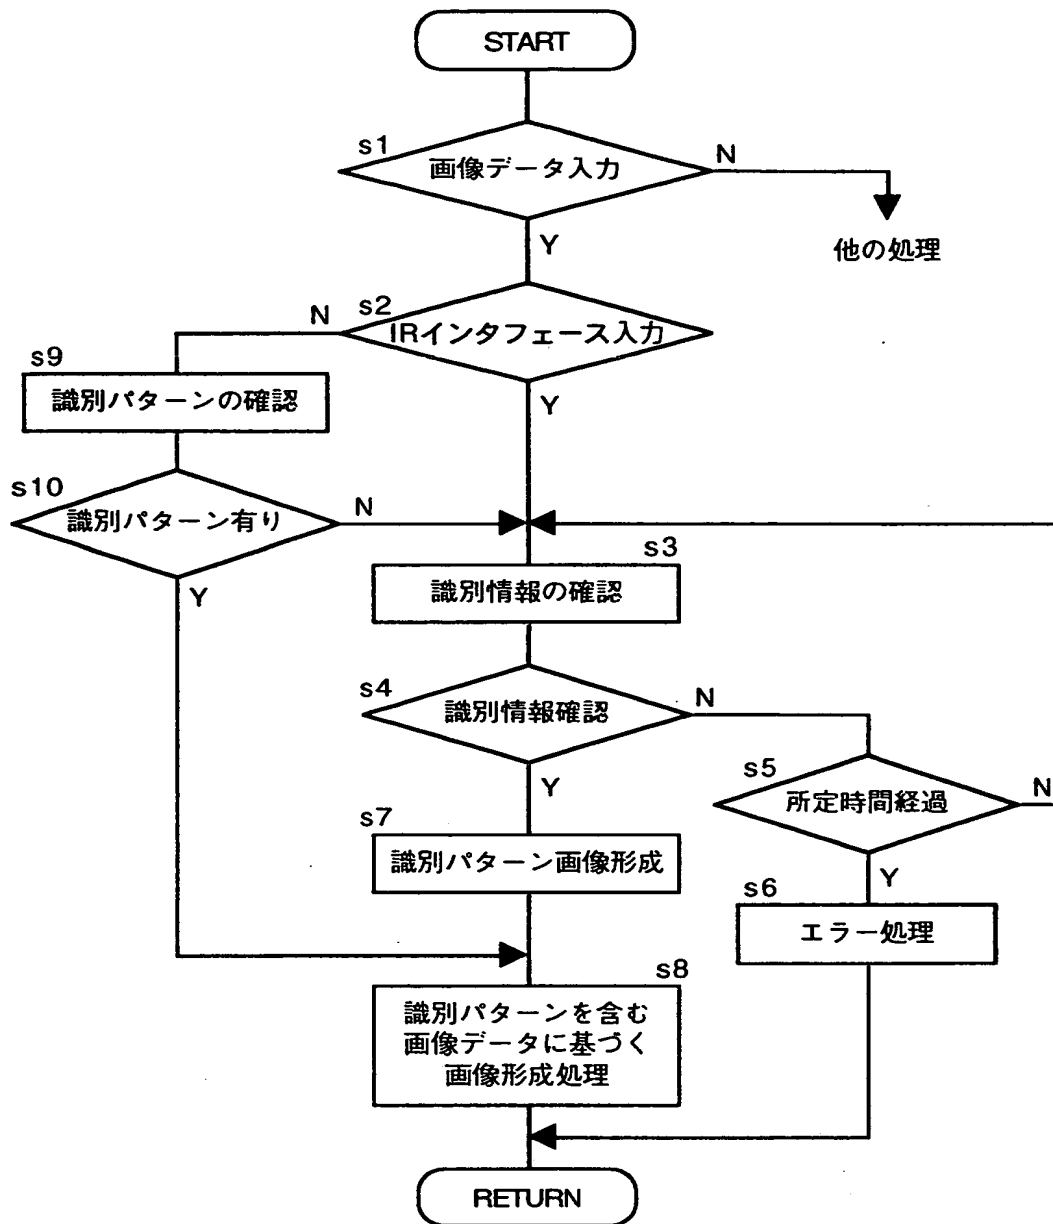 START
s1
画像データ入力
N
Y
他の処理
s2
IRインタフェース入力
N
Y
s9
識別パターンの確認
s10
識別パターン有り
N
Y
s3
識別情報の確認
s4
識別情報確認
N
Y
s5
所定時間経過
N
Y
s7
識別パターン画像形成
s6
エラー処理
s8
識別パターンを含む
画像データに基づく
画像形成処理
RETURN